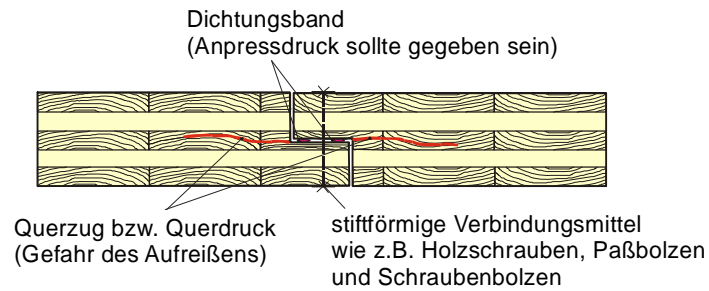 Dichtungsband
(Anpressdruck sollte gegeben sein)
Querzug bzw. Querdruck
(Gefahr des Aufreißens)
stiftförmige Verbindungsmittel
wie z.B. Holzschrauben, Paßbolzen
und Schraubenbolzen